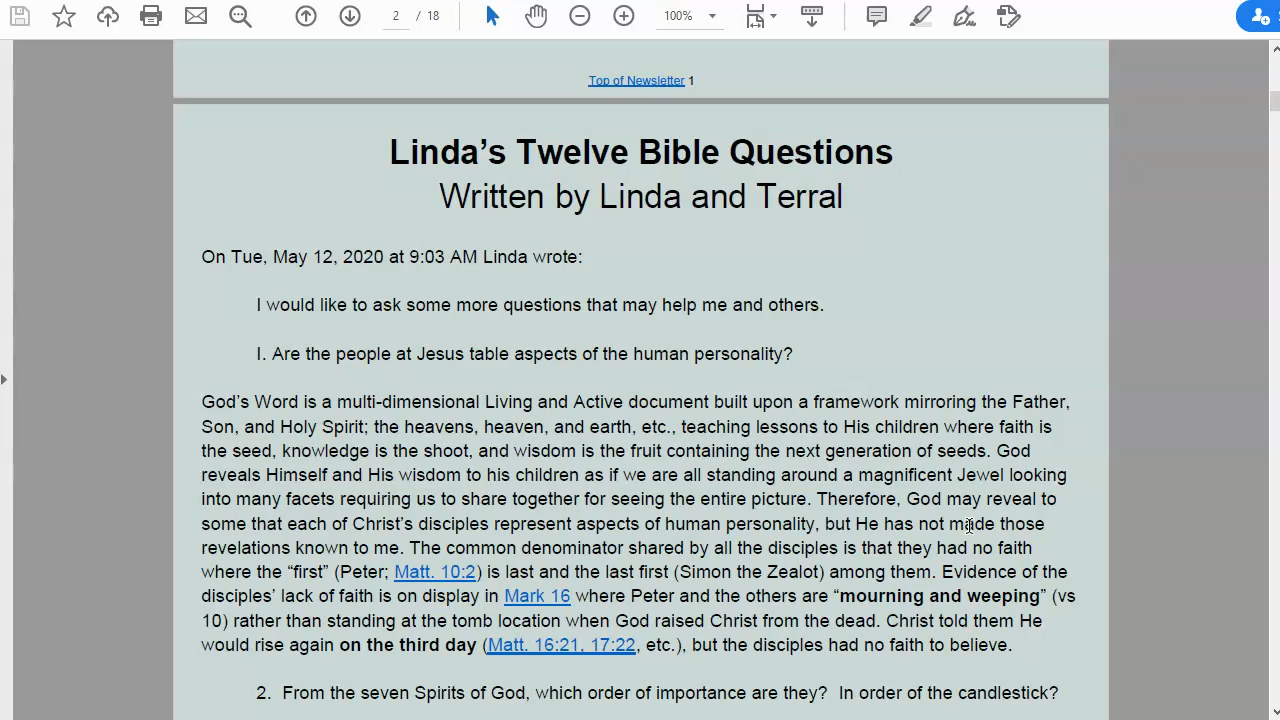 2 / 18 100%
Top of Newsletter 1
Linda's Twelve Bible Questions
Written by Linda and Terral
On Tue, May 12, 2020 at 9:03 AM Linda wrote:
I would like to ask some more questions that may help me and others.
I. Are the people at Jesus table aspects of the human personality?
God's Word is a multi-dimensional Living and Active document built upon a framework mirroring the Father,
Son, and Holy Spirit; the heavens, heaven, and earth, etc., teaching lessons to His children where faith is
the seed, knowledge is the shoot, and wisdom is the fruit containing the next generation of seeds. God
reveals Himself and His wisdom to his children as if we are all standing around a magnificent Jewel looking
into many facets requiring us to share together for seeing the entire picture. Therefore, God may reveal to
some that each of Christ's disciples represent aspects of human personality, but He has not made those
revelations known to me. The common denominator shared by all the disciples is that they had no faith
where the “first” (Peter; Matt. 10:2) is last and the last first (Simon the Zealot) among them. Evidence of the
disciples' lack of faith is on display in Mark 16 where Peter and the others are “mourning and weeping” (vs
10) rather than standing at the tomb location when God raised Christ from the dead. Christ told them He
would rise again on the third day (Matt. 16:21, 17:22, etc.), but the disciples had no faith to believe.
2. From the seven Spirits of God, which order of importance are they? In order of the candlestick?